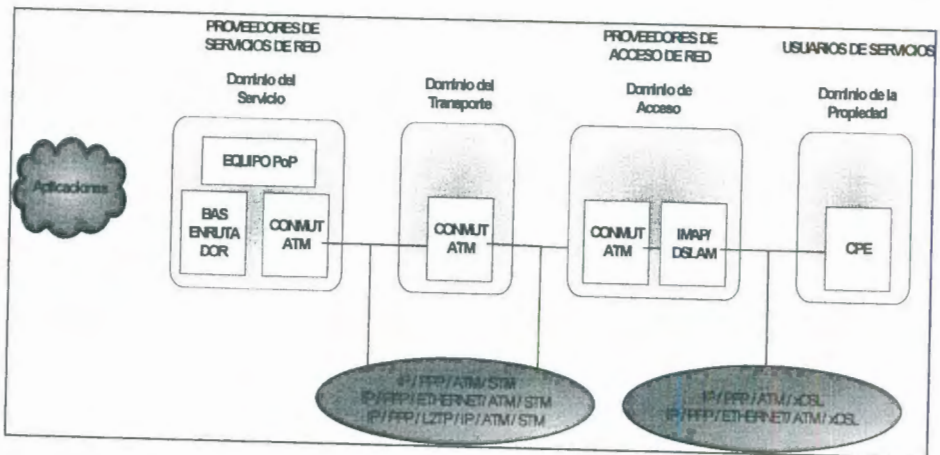 PROVEEDORES DE
SERVICIOS DE RED
PROVEEDORES DE
ACCESO DE RED
USUARIOS DE SERVICIOS
Dominio del
Servicio
Dominio del
Transporte
Dominio de
Acceso
Dominio de la
Propiedad
Aplicaciones
EQUIPO PoP
BAS
ENRUTA
DOR
CONMUT
ATM
CONMUT
ATM
CONMUT
ATM
IMAP/
DSLAM
CPE
IP / PPP / ATM / STM
IP / PPP / ETHERNET / ATM / STM
IP / PPP / L2TP / IP / ATM / STM
IP / PPP / ATM / xDSL
IP / PPP / ETHERNET / ATM / xDSL